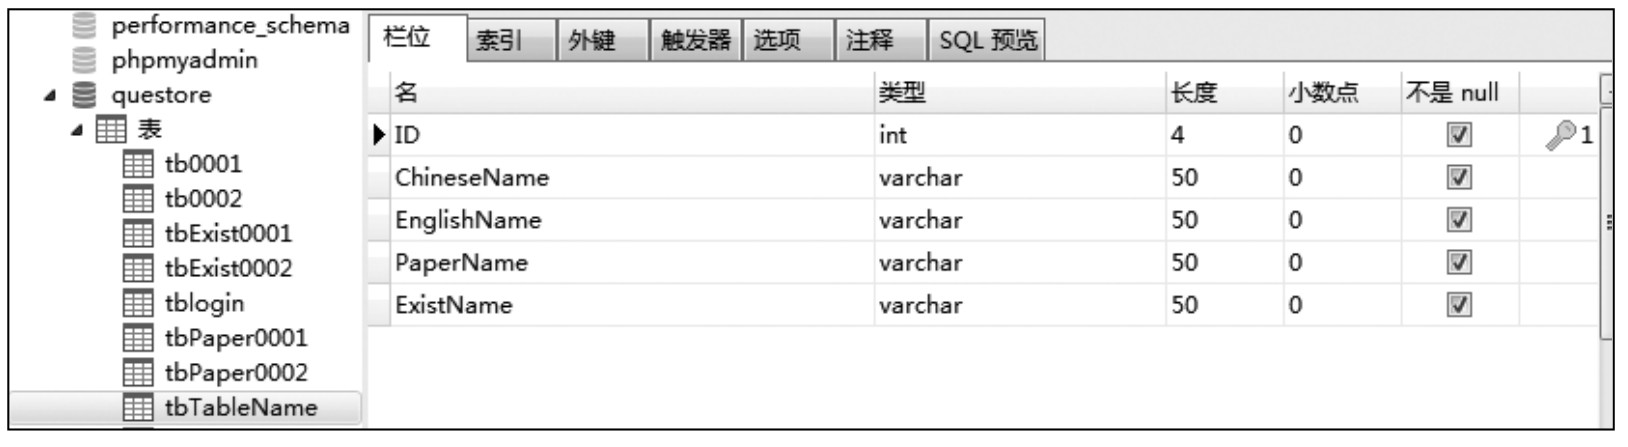 performance_schema
phpmyadmin
questore
表
tb0001
tb0002
tbExist0001
tbExist0002
tblogin
tbPaper0001
tbPaper0002
tbTableName
栏位 索引 外键 触发器 选项 注释 SQL 预览
名 类型 长度 小数点 不是 null
ID int 4 0 1
ChineseName varchar 50 0
EnglishName varchar 50 0
PaperName varchar 50 0
ExistName varchar 50 0